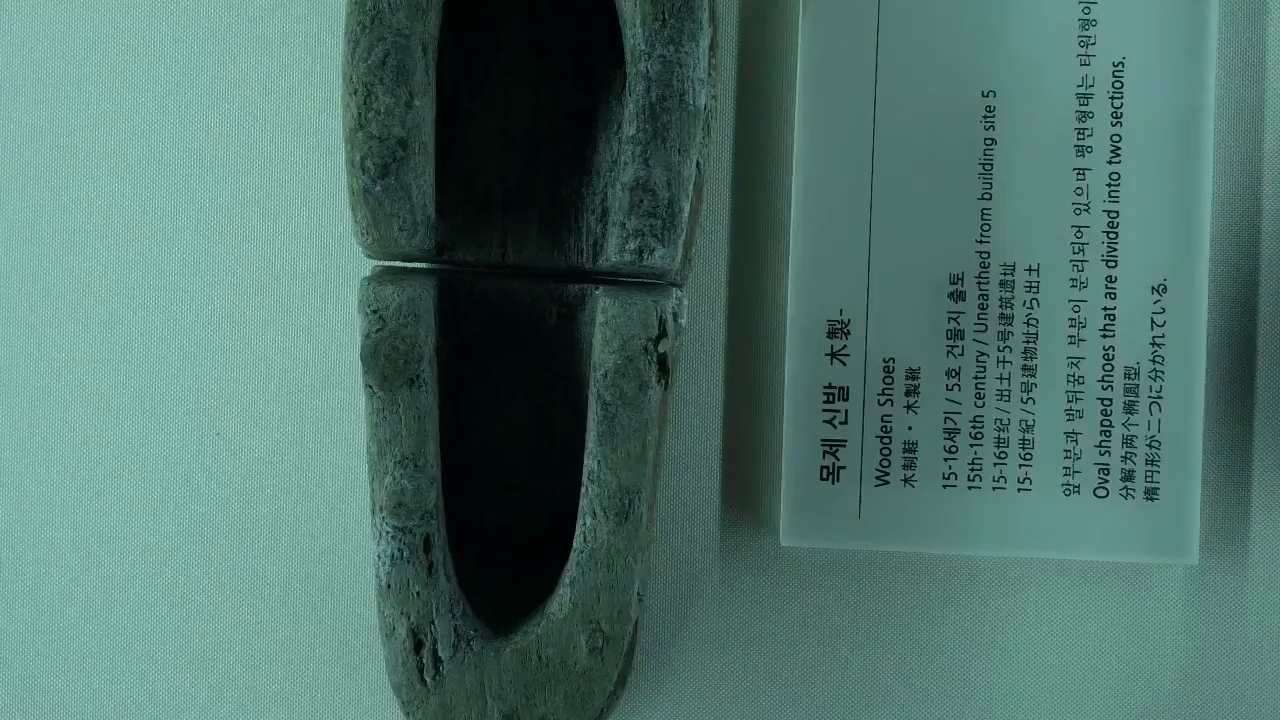 목제 신발 木製-
Wooden Shoes
木制鞋・木製靴
15-16세기 / 5호 건물지 출토
15th-16th century / Unearthed from building site 5
15-16世纪 / 出土于5号建筑遗址
15-16世紀 / 5号建物址から出土
앞부분과 발뒤꿈치 부분이 분리되어 있으며 평면형태는 타원형이
Oval shaped shoes that are divided into two sections.
分解为两个椭圆型.
楕円形が二つに分かれている.